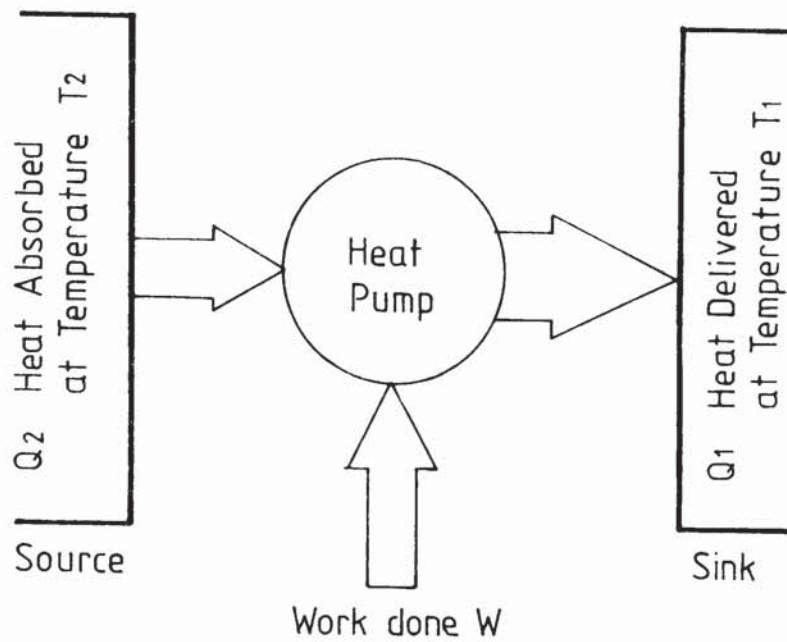 Q2 Heat Absorbed
at Temperature T2
Source
Heat
Pump
Work done W
Q1 Heat Delivered
at Temperature T1
Sink